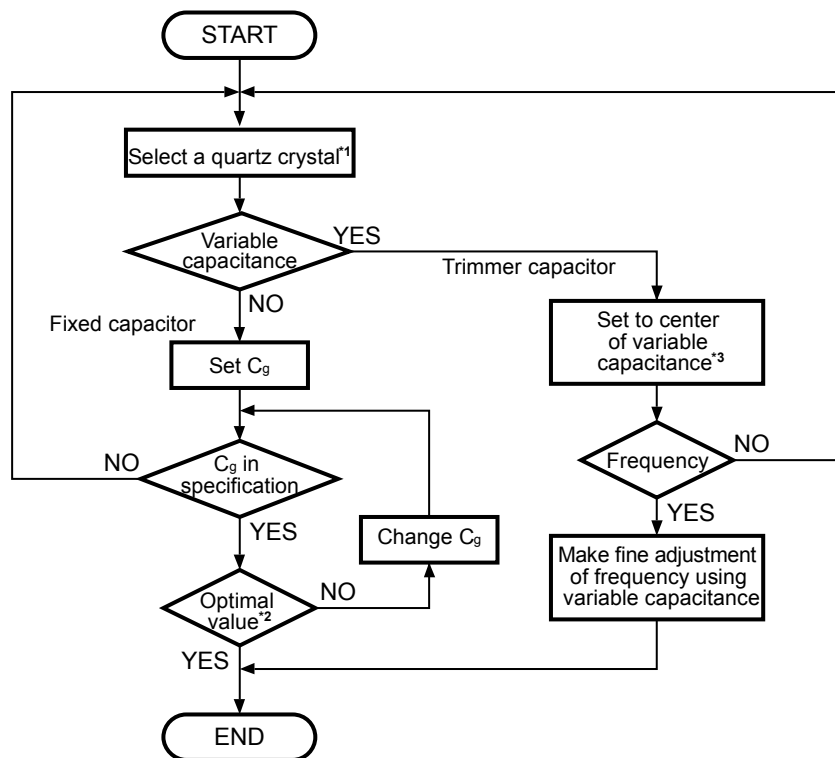 START
Select a quartz crystal*1
Variable
capacitance
YES
Trimmer capacitor
NO
Fixed capacitor
Set Cg
Set to center
of variable
capacitance*3
Cg in
specification
NO
YES
Frequency
NO
YES
Change Cg
Make fine adjustment
of frequency using
variable capacitance
Optimal
value*2
NO
YES
END